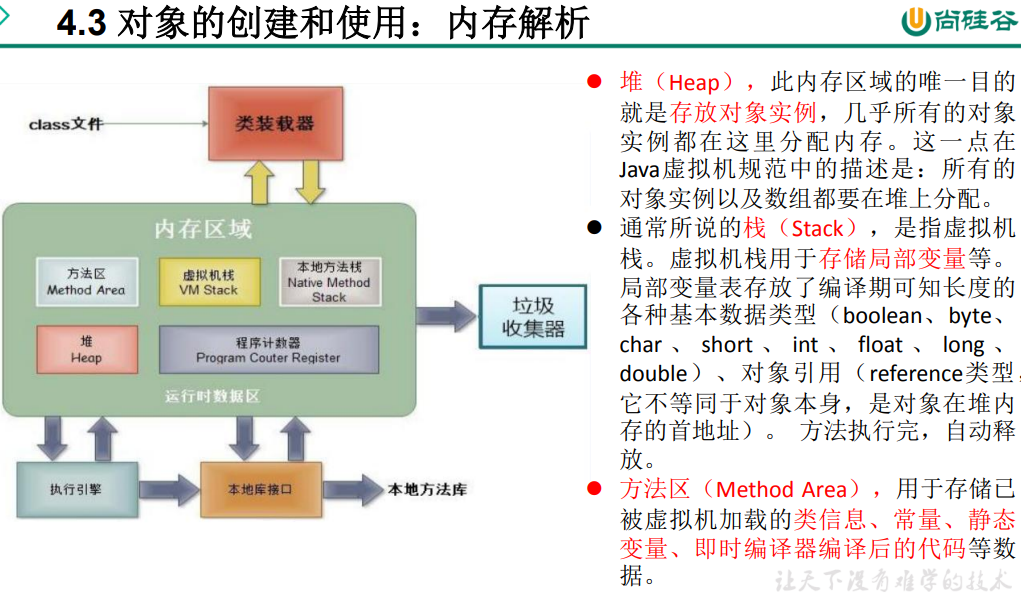 4.3 对象的创建和使用：内存解析
尚硅谷
class文件
类装载器
内存区域
方法区
Method Area
虚拟机栈
VM Stack
本地方法栈
Native Method
Stack
堆
Heap
程序计数器
Program Couter Register
运行时数据区
垃圾
收集器
执行引擎
本地库接口
本地方法库
堆（Heap），此内存区域的唯一目的
就是存放对象实例，几乎所有的对象
实例都在这里分配内存。这一点在
Java虚拟机规范中的描述是：所有的
对象实例以及数组都要在堆上分配。
通常所说的栈（Stack），是指虚拟机
栈。虚拟机栈用于存储局部变量等。
局部变量表存放了编译期可知长度的
各种基本数据类型（boolean、byte、
char 、 short 、 int 、 float 、 long 、
double）、对象引用（reference类型，
它不等同于对象本身，是对象在堆内
存的首地址）。 方法执行完，自动释
放。
方法区（Method Area），用于存储已
被虚拟机加载的类信息、常量、静态
变量、即时编译器编译后的代码等数
据。
让天下没有难学的技术